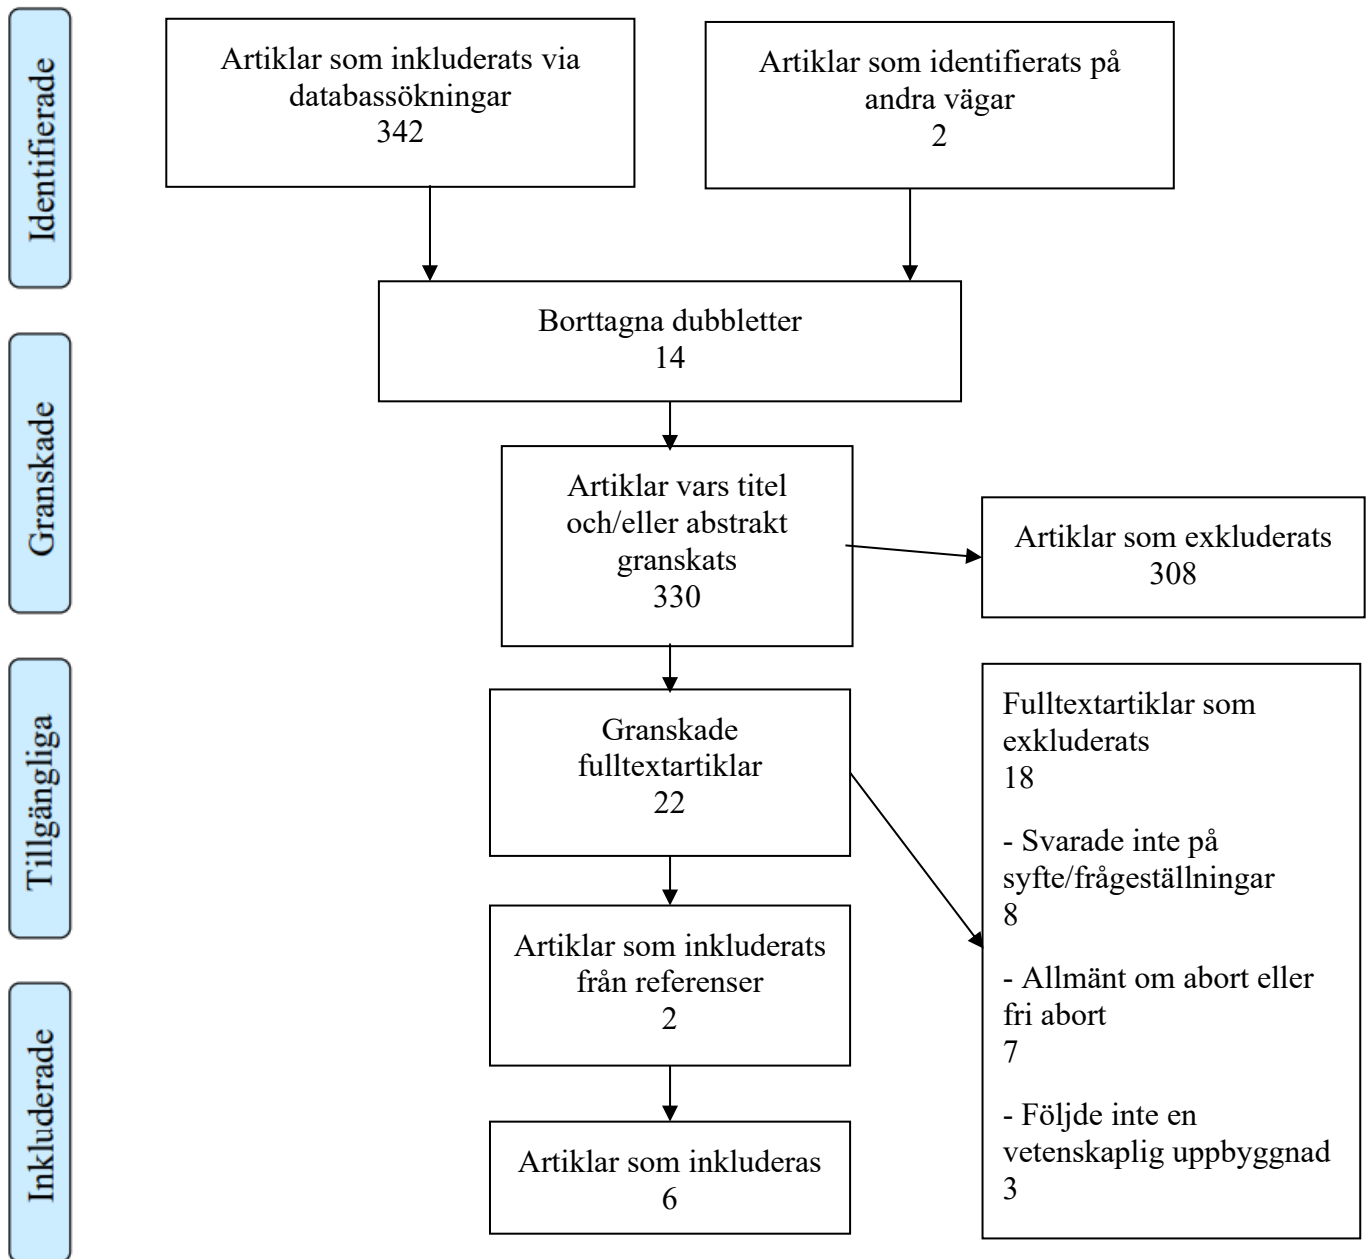 Identifierade
Artiklar som inkluderats via
databassökningar
342
Artiklar som identifierats på
andra vägar
2
Borttagna dubbletter
14
Granskade
Artiklar vars titel
och/eller abstrakt
granskats
330
Artiklar som exkluderats
308
Tillgängliga
Granskade
fulltextartiklar
22
Fulltextartiklar som
exkluderats
18
- Svarade inte på
syfte/frågeställningar
8
- Allmänt om abort eller
fri abort
7
- Följde inte en
vetenskaplig uppbyggnad
3
Artiklar som inkluderats
från referenser
2
Inkluderade
Artiklar som inkluderas
6